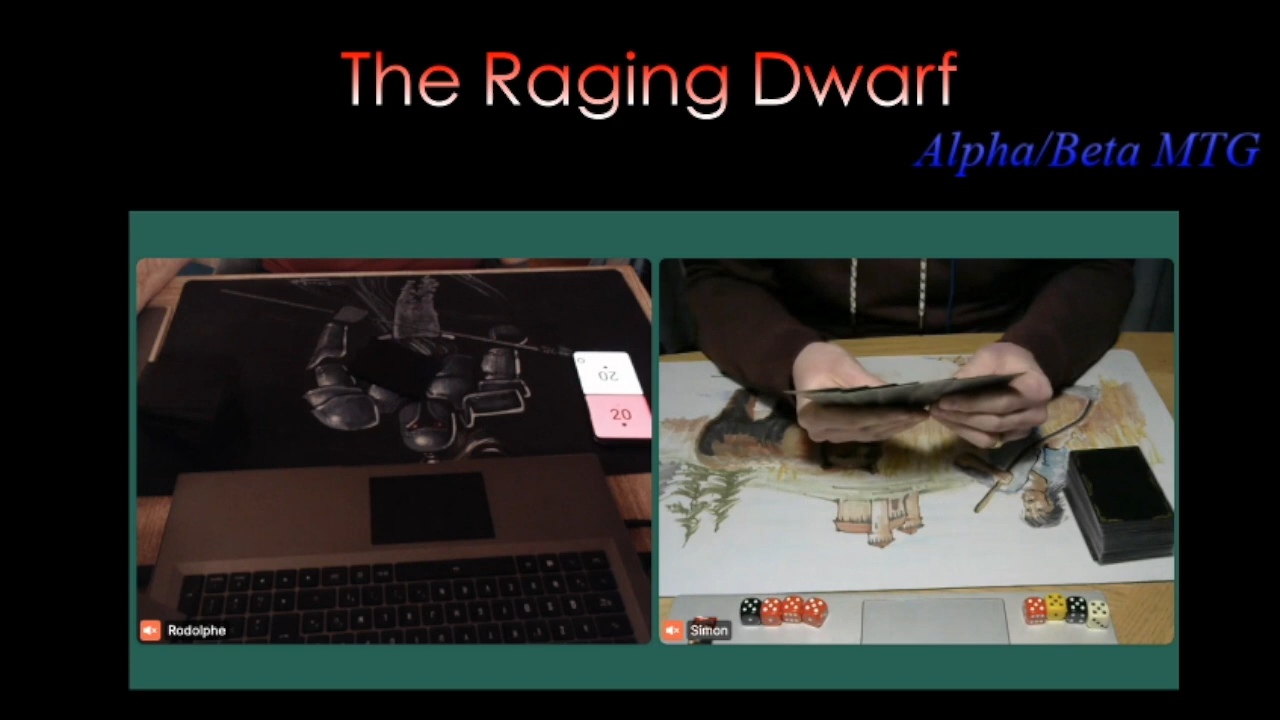 The Raging Dwarf
Alpha/Beta MTG
20
20
Rodolphe
Simon